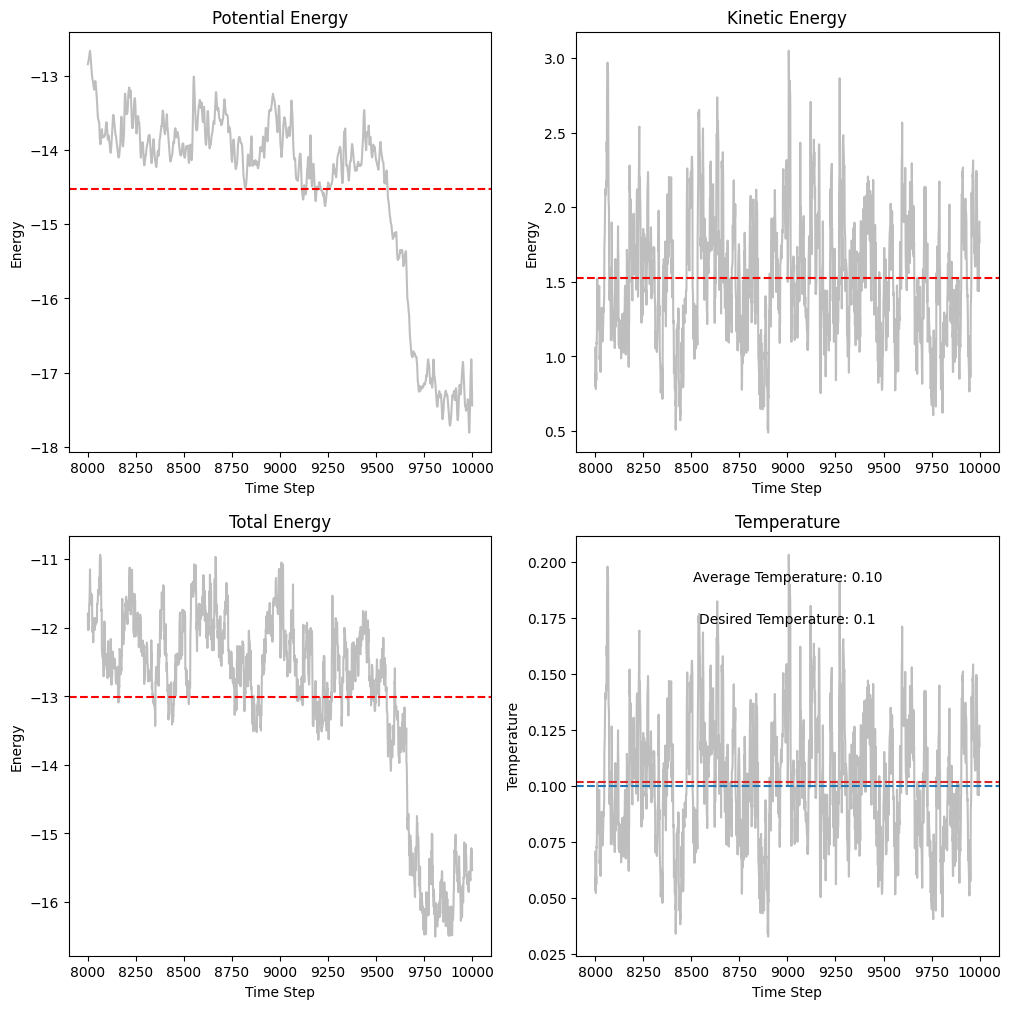 Potential Energy
Energy
−13
−14
−15
−16
−17
−18
8000 8250 8500 8750 9000 9250 9500 9750 10000
Time Step
Kinetic Energy
Energy
3.0
2.5
2.0
1.5
1.0
0.5
8000 8250 8500 8750 9000 9250 9500 9750 10000
Time Step
Total Energy
Energy
−11
−12
−13
−14
−15
−16
8000 8250 8500 8750 9000 9250 9500 9750 10000
Time Step
Temperature
Temperature
0.200
0.175
0.150
0.125
0.100
0.075
0.050
0.025
Average Temperature: 0.10
Desired Temperature: 0.1
8000 8250 8500 8750 9000 9250 9500 9750 10000
Time Step